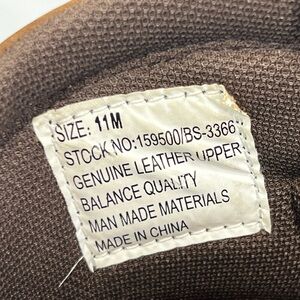 SIZE: 11M
STOCK NO:159500/BS-3366
GENUINE LEATHER UPPER
BALANCE QUALITY
MAN MADE MATERIALS
MADE IN CHINA